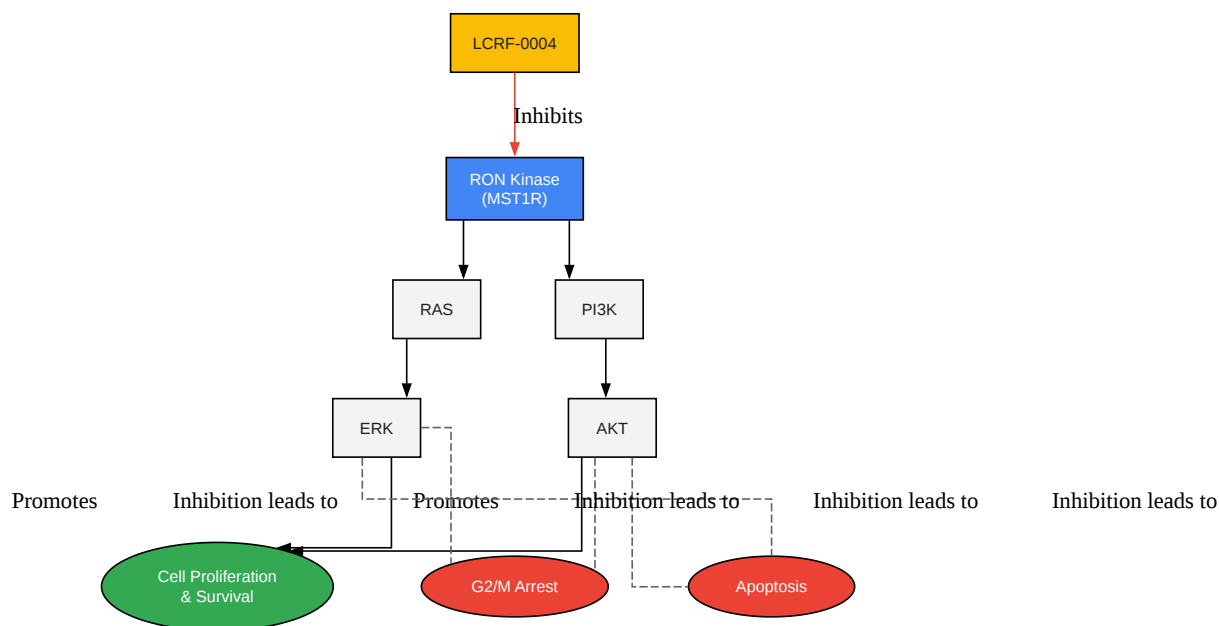 LCRF-0004
Inhibits
RON Kinase
(MST1R)
RAS
PI3K
ERK
AKT
Promotes
Inhibition leads to
Promotes
Inhibition leads to
Inhibition leads to
Inhibition leads to
Cell Proliferation
& Survival
G2/M Arrest
Apoptosis